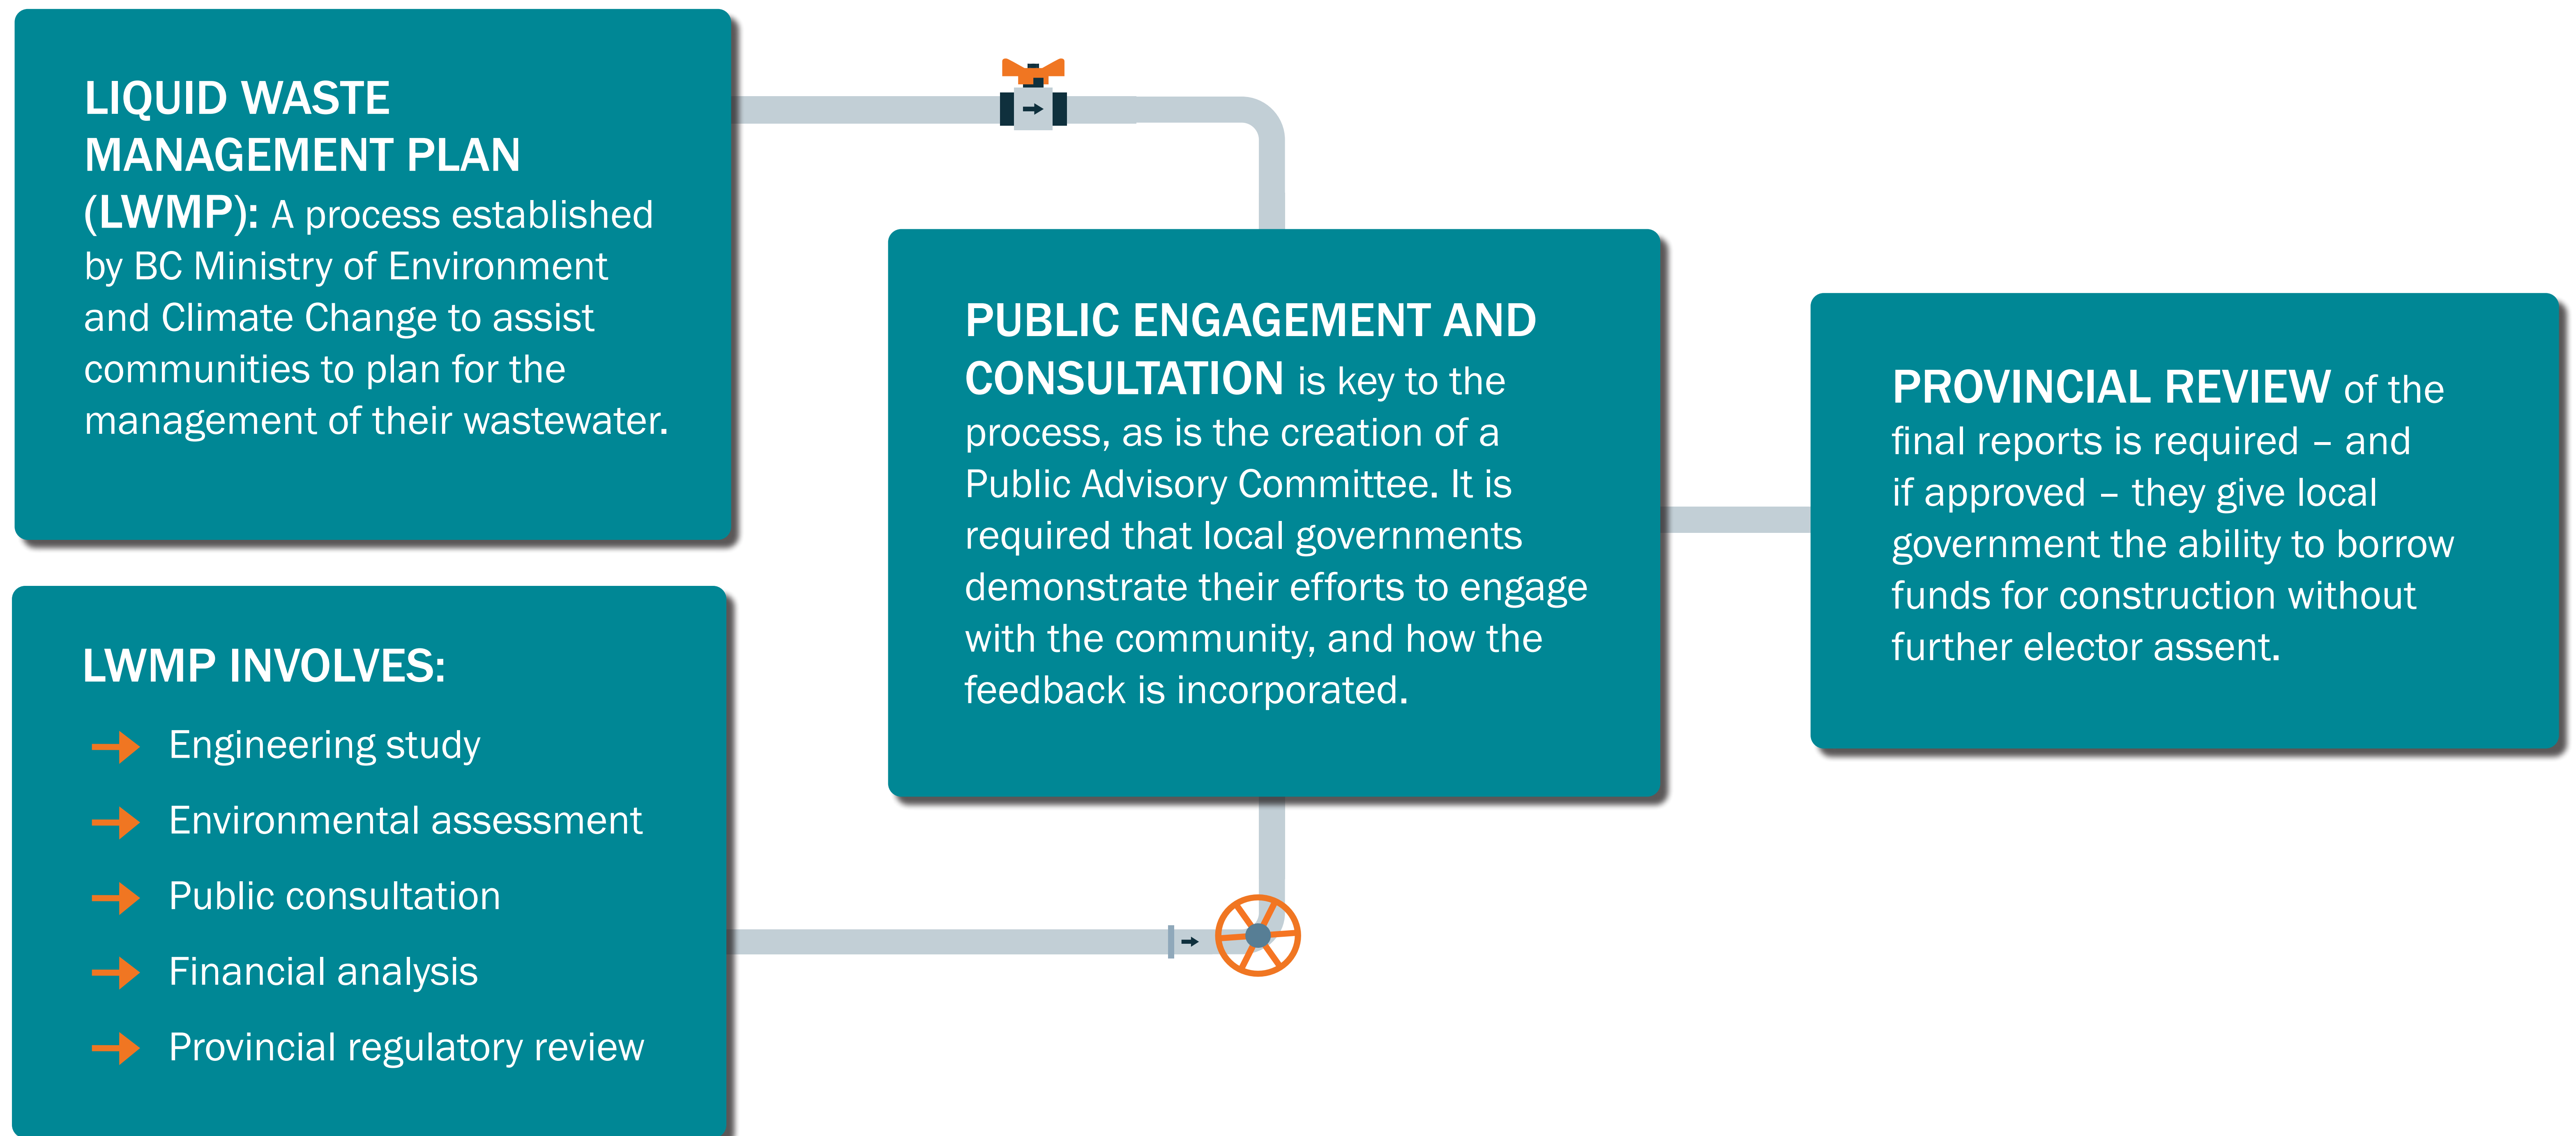 LIQUID WASTE
MANAGEMENT PLAN
(LWMP): A process established
by BC Ministry of Environment
and Climate Change to assist
communities to plan for the
management of their wastewater.
LWMP INVOLVES:
Engineering study
Environmental assessment
Public consultation
Financial analysis
Provincial regulatory review
PUBLIC ENGAGEMENT AND
CONSULTATION is key to the
process, as is the creation of a
Public Advisory Committee. It is
required that local governments
demonstrate their efforts to engage
with the community, and how the
feedback is incorporated.
PROVINCIAL REVIEW of the
final reports is required – and
if approved – they give local
government the ability to borrow
funds for construction without
further elector assent.